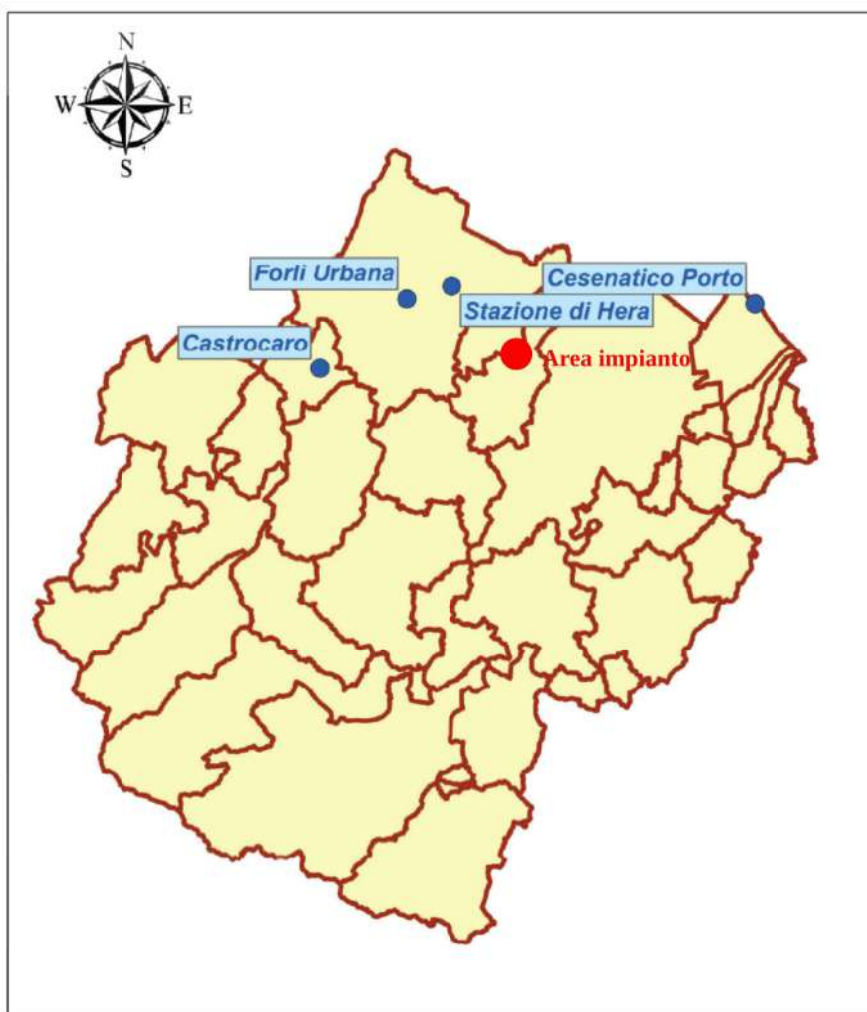 N
W E
S
Forlì Urbana
Cesenatico Porto
Stazione di Hera
Castrocaro
Area impianto